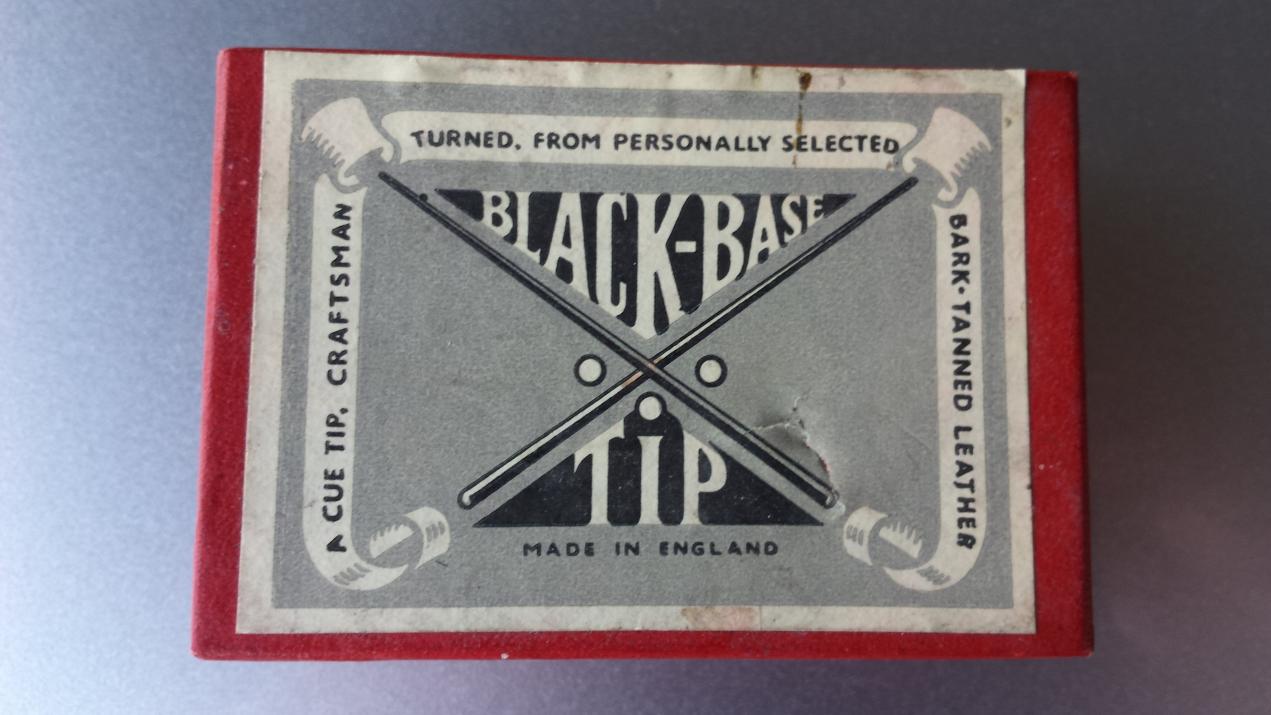 A CUE TIP, CRAFTSMAN
TURNED, FROM PERSONALLY SELECTED
BARK-TANNED LEATHER
BLACK-BASE
TIP
MADE IN ENGLAND